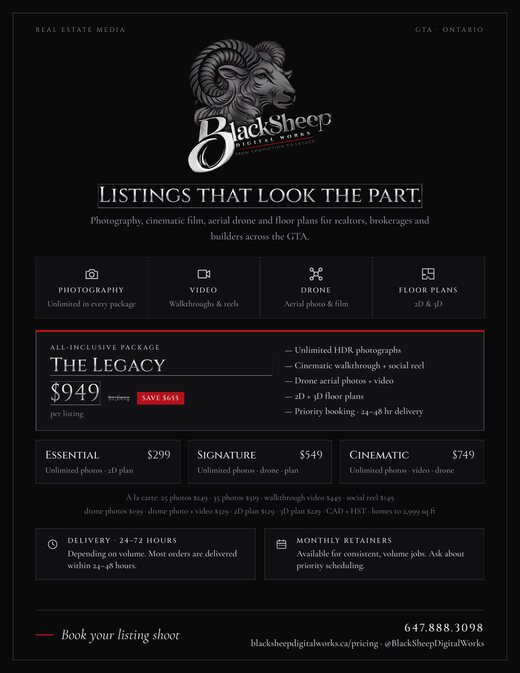 REAL ESTATE MEDIA
GTA · ONTARIO
BlackSheep
DIGITAL WORKS
FROM CONNECTION TO LEGACY
LISTINGS THAT LOOK THE PART.
Photography, cinematic film, aerial drone and floor plans for realtors, brokerages and
builders across the GTA.
PHOTOGRAPHY
Unlimited in every package
VIDEO
Walkthroughs & reels
DRONE
Aerial photo & film
FLOOR PLANS
2D & 3D
ALL-INCLUSIVE PACKAGE
THE LEGACY
$949 $1,604 SAVE $655
per listing
— Unlimited HDR photographs
— Cinematic walkthrough + social reel
— Drone aerial photos + video
— 2D + 3D floor plans
— Priority booking · 24–48 hr delivery
ESSENTIAL $299
Unlimited photos · 2D plan
SIGNATURE $549
Unlimited photos · drone · plan
CINEMATIC $749
Unlimited photos · video · drone
A la carte: 25 photos $249 · 35 photos $319 · walkthrough video $449 · social reel $149
drone photos $199 · drone photo + video $329 · 2D plan $129 · 3D plan $229 · CAD + HST · homes to 2,999 sq ft
DELIVERY · 24–72 HOURS
Depending on volume. Most orders are delivered
within 24–48 hours.
MONTHLY RETAINERS
Available for consistent, volume jobs. Ask about
priority scheduling.
Book your listing shoot
647.888.3098
blacksheepdigitalworks.ca/pricing · @BlackSheepDigitalWorks